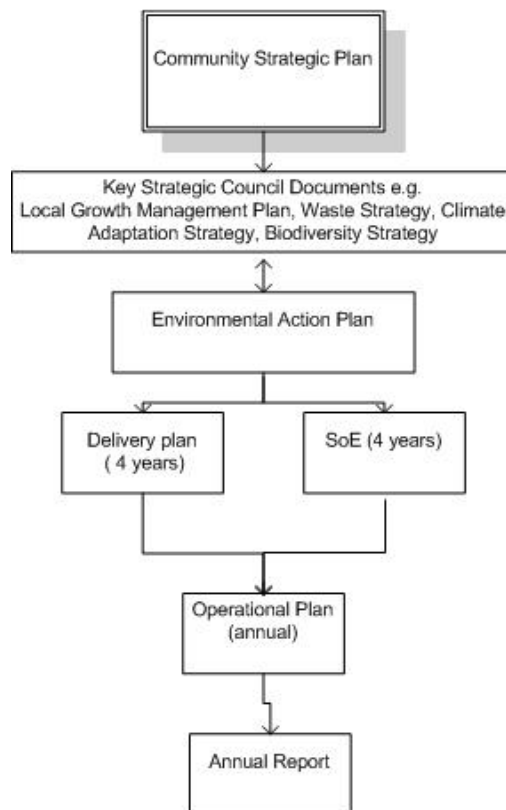 Community Strategic Plan
Key Strategic Council Documents e.g.
Local Growth Management Plan, Waste Strategy, Climate
Adaptation Strategy, Biodiversity Strategy
Environmental Action Plan
Delivery plan
( 4 years)
SoE (4 years)
Operational Plan
(annual)
Annual Report